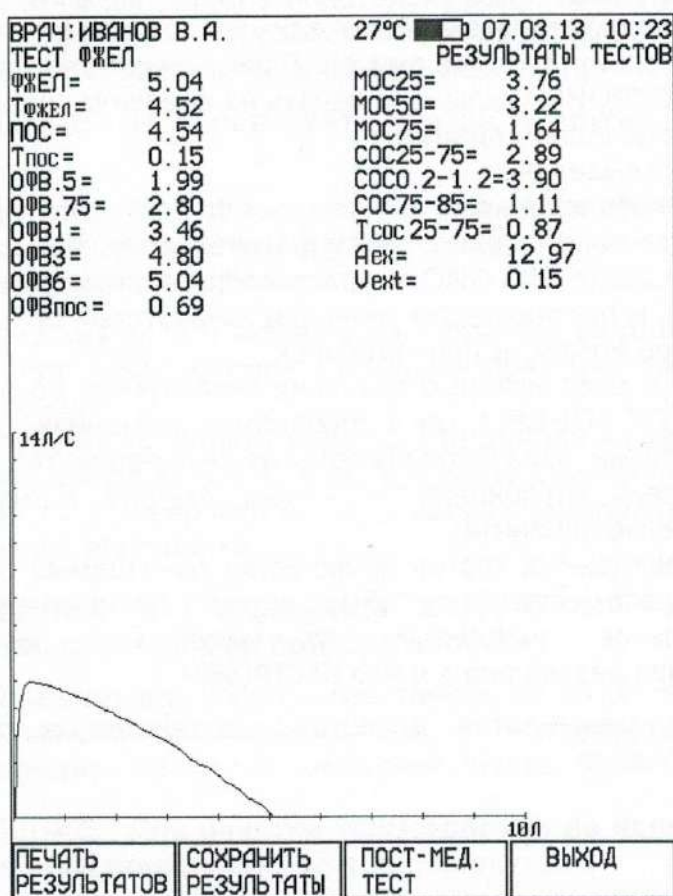 ВРАЧ: ИВАНОВ В.А. 27°C 07.03.13 10:23
ТЕСТ ФЖЕЛ РЕЗУЛЬТАТЫ ТЕСТОВ
ФЖЕЛ= 5.04 МОС25= 3.76
Тфжел= 4.52 МОС50= 3.22
ПОС= 4.54 МОС75= 1.64
Тпос= 0.15 СОС25-75= 2.89
ОФВ.5= 1.99 СОС0.2-1.2=3.90
ОФВ.75= 2.80 СОС75-85= 1.11
ОФВ1= 3.46 Тсос25-75= 0.87
ОФВ3= 4.80 Aex= 12.97
ОФВ6= 5.04 Vext= 0.15
ОФВпос= 0.69
14Л/С
10Л
ПЕЧАТЬ РЕЗУЛЬТАТОВ
СОХРАНИТЬ РЕЗУЛЬТАТЫ
ПОСТ-МЕД. ТЕСТ
ВЫХОД